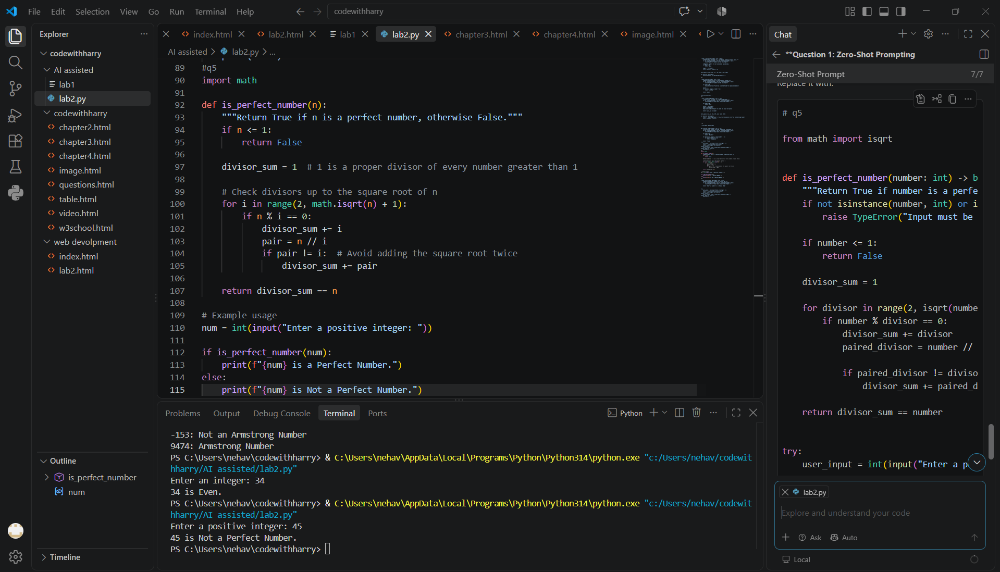 File Edit Selection View Go Run Terminal Help
codewithharry
Explorer
codewithharry
AI assisted
lab1
lab2.py
codewithharry
chapter2.html
chapter3.html
chapter4.html
image.html
questions.html
table.html
video.html
w3school.html
web devolpment
index.html
lab2.html
Outline
is_perfect_number
num
Timeline
index.html lab2.html lab1 lab2.py chapter3.html chapter4.html image.html
AI assisted > lab2.py > ...
89 #q5
90 import math
91
92 def is_perfect_number(n):
93 """Return True if n is a perfect number, otherwise False."""
94 if n <= 1:
95 return False
96
97 divisor_sum = 1  # 1 is a proper divisor of every number greater than 1
98
99 # Check divisors up to the square root of n
100 for i in range(2, math.isqrt(n) + 1):
101 if n % i == 0:
102 divisor_sum += i
103 pair = n // i
104 if pair != i:  # Avoid adding the square root twice
105 divisor_sum += pair
106
107 return divisor_sum == n
108
109 # Example usage
110 num = int(input("Enter a positive integer: "))
111
112 if is_perfect_number(num):
113 print(f"{num} is a Perfect Number.")
114 else:
115 print(f"{num} is Not a Perfect Number.")
Problems Output Debug Console Terminal Ports
Python
-153: Not an Armstrong Number
9474: Armstrong Number
PS C:\Users\nehav\codewithharry> & C:\Users\nehav\AppData\Local\Programs\Python\Python314\python.exe "c:/Users/nehav/codewit
hharry/AI assisted/lab2.py"
Enter an integer: 34
34 is Even.
PS C:\Users\nehav\codewithharry> & C:\Users\nehav\AppData\Local\Programs\Python\Python314\python.exe "c:/Users/nehav/codewit
hharry/AI assisted/lab2.py"
Enter a positive integer: 45
45 is Not a Perfect Number.
PS C:\Users\nehav\codewithharry>
Chat
**Question 1: Zero-Shot Prompting
Zero-Shot Prompt 7/7
Replace it with:
# q5
from math import isqrt
def is_perfect_number(number: int) -> b
"""Return True if number is a perfe
if not isinstance(number, int) or i
raise TypeError("Input must be
if number <= 1:
return False
divisor_sum = 1
for divisor in range(2, isqrt(numbe
if number % divisor == 0:
divisor_sum += divisor
paired_divisor = number //
if paired_divisor != diviso
divisor_sum += paired_d
return divisor_sum == number
try:
user_input = int(input("Enter a p
lab2.py
Explore and understand your code
Ask Auto
Local